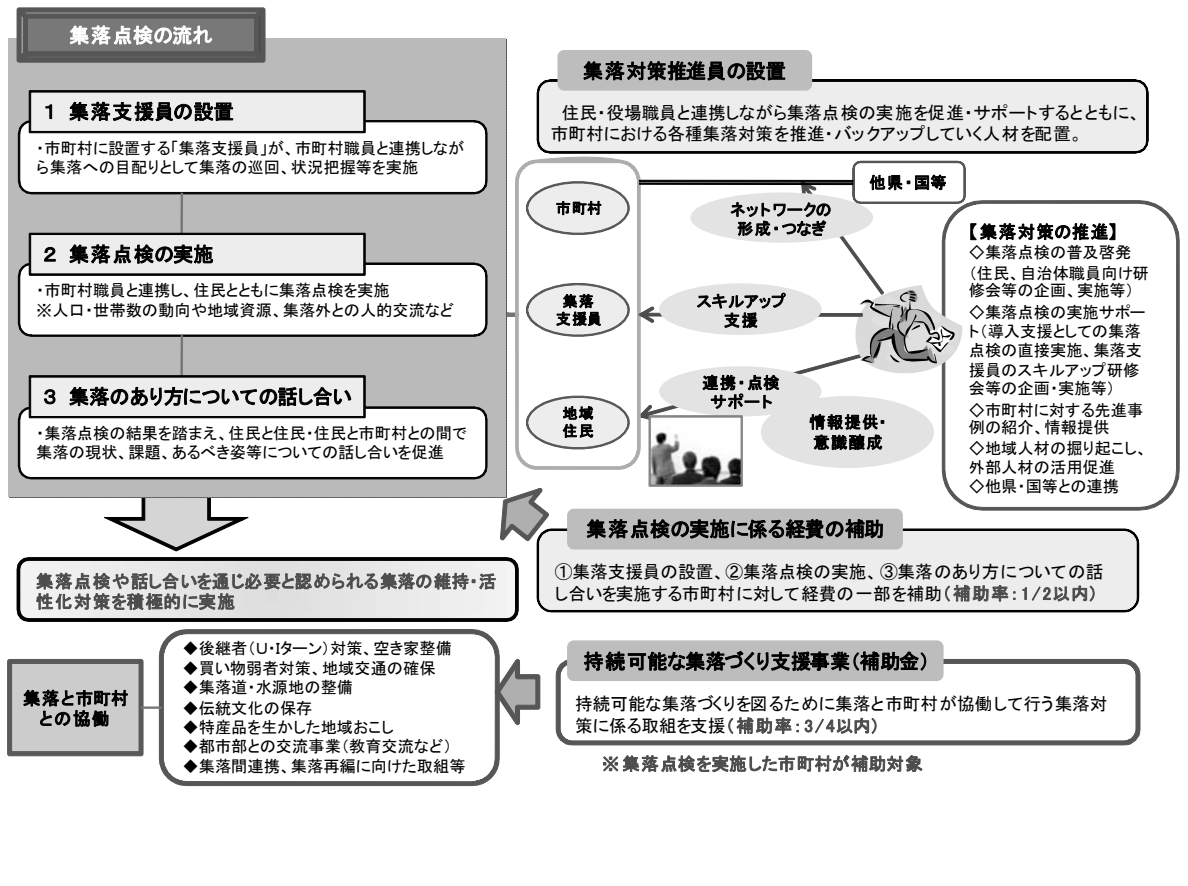 集落点検の流れ
1 集落支援員の設置
・市町村に設置する「集落支援員」が、市町村職員と連携しなが
ら集落への目配りとして集落の巡回、状況把握等を実施
2 集落点検の実施
・市町村職員と連携し、住民とともに集落点検を実施
※人口・世帯数の動向や地域資源、集落外との人的交流など
3 集落のあり方についての話し合い
・集落点検の結果を踏まえ、住民と住民・住民と市町村との間で
集落の現状、課題、あるべき姿等についての話し合いを促進
集落点検や話し合いを通じ必要と認められる集落の維持・活
性化対策を積極的に実施
集落と市町村
との協働
◆後継者（U・Iターン）対策、空き家整備
◆買い物弱者対策、地域交通の確保
◆集落道・水源地の整備
◆伝統文化の保存
◆特産品を生かした地域おこし
◆都市部との交流事業（教育交流など）
◆集落間連携、集落再編に向けた取組等
集落対策推進員の設置
住民・役場職員と連携しながら集落点検の実施を促進・サポートするとともに、
市町村における各種集落対策を推進・バックアップしていく人材を配置。
市町村
集落
支援員
地域
住民
他県・国等
ネットワークの
形成・つなぎ
スキルアップ
支援
連携・点検
サポート
情報提供・
意識醸成
【集落対策の推進】
◇集落点検の普及啓発
（住民、自治体職員向け研
修会等の企画、実施等）
◇集落点検の実施サポー
ト（導入支援としての集落
点検の直接実施、集落支
援員のスキルアップ研修
会等の企画・実施等）
◇市町村に対する先進事
例の紹介、情報提供
◇地域人材の掘り起こし、
外部人材の活用促進
◇他県・国等との連携
集落点検の実施に係る経費の補助
①集落支援員の設置、②集落点検の実施、③集落のあり方についての話
し合いを実施する市町村に対して経費の一部を補助（補助率：1/2以内）
持続可能な集落づくり支援事業（補助金）
持続可能な集落づくりを図るために集落と市町村が協働して行う集落対
策に係る取組を支援（補助率：3/4以内）
※集落点検を実施した市町村が補助対象